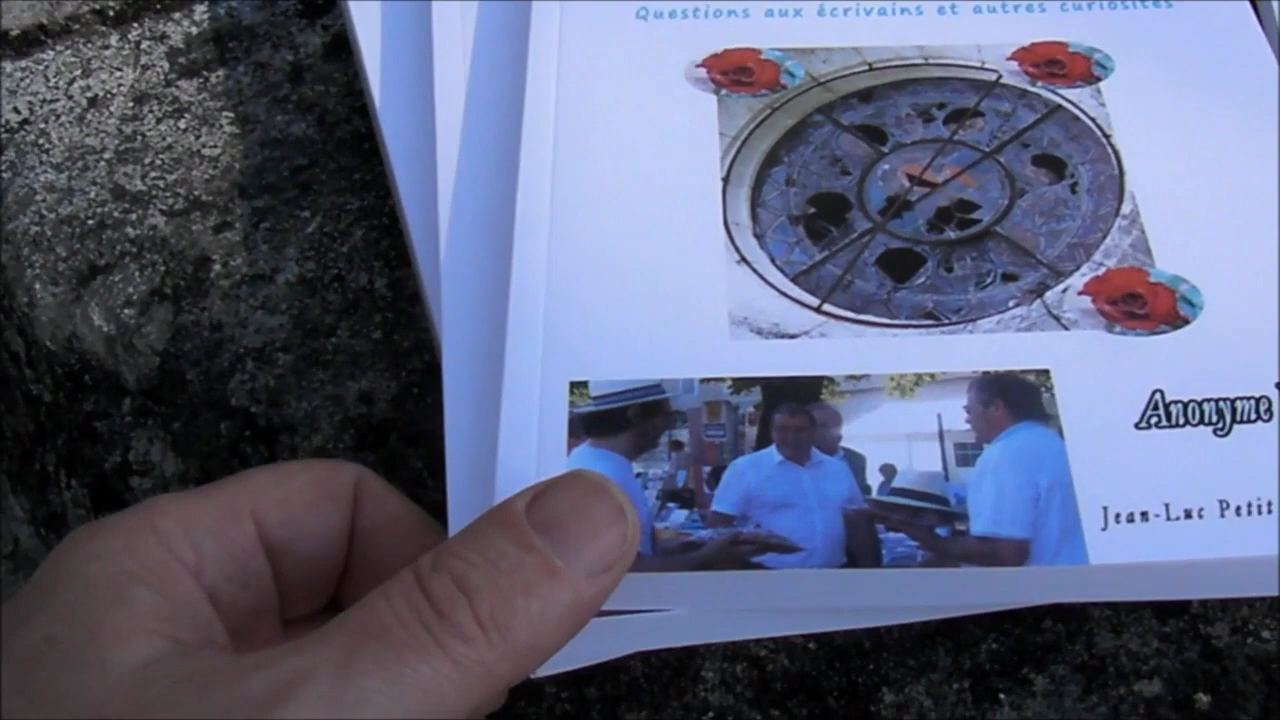 Questions aux écrivains et autres curiosités
Anonyme
Jean-Luc Petit